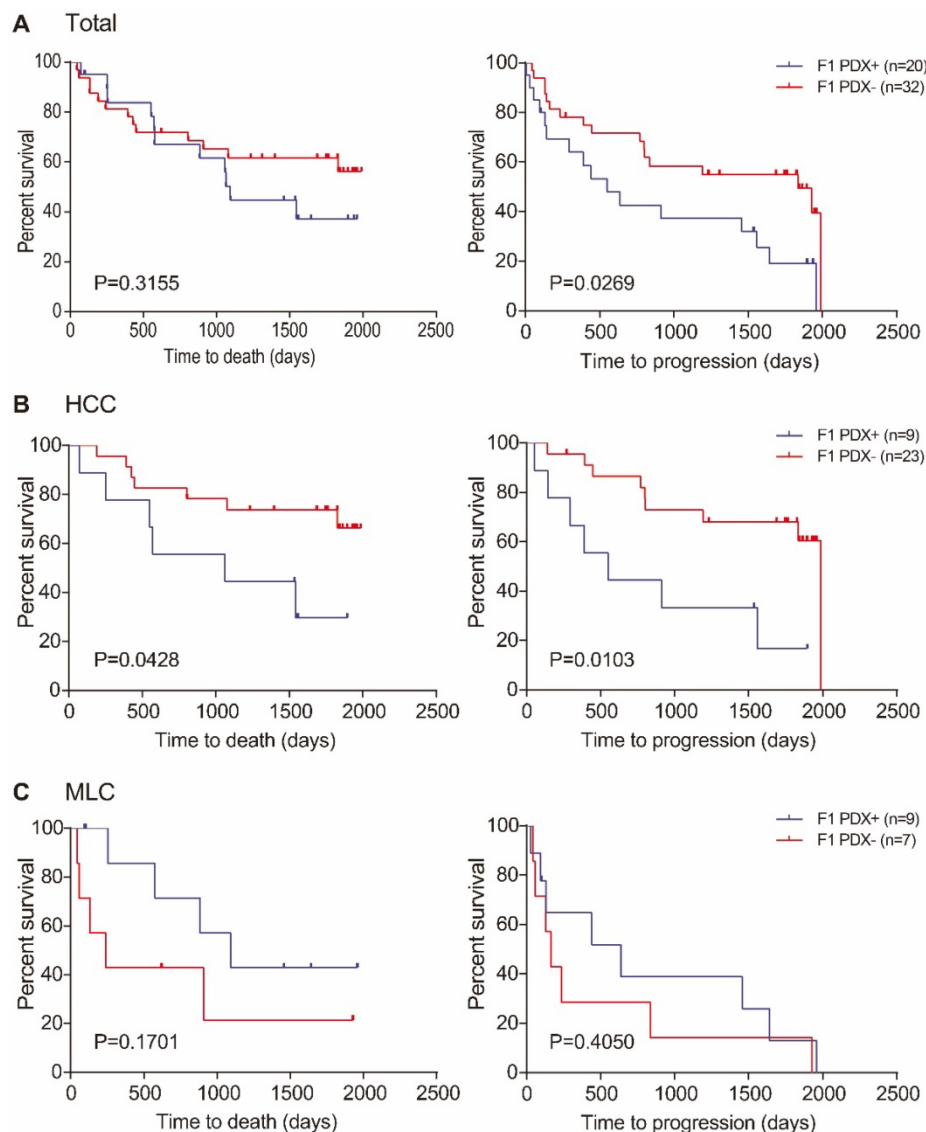 A Total
Percent survival
100
80
60
40
20
0
0 500 1000 1500 2000 2500
Time to death (days)
P=0.3155
Percent survival
100
80
60
40
20
0
0 500 1000 1500 2000 2500
Time to progression (days)
P=0.0269
F1 PDX+ (n=20)
F1 PDX- (n=32)
B HCC
Percent survival
100
80
60
40
20
0
0 500 1000 1500 2000 2500
Time to death (days)
P=0.0428
Percent survival
100
80
60
40
20
0
0 500 1000 1500 2000 2500
Time to progression (days)
P=0.0103
F1 PDX+ (n=9)
F1 PDX- (n=23)
C MLC
Percent survival
100
80
60
40
20
0
0 500 1000 1500 2000 2500
Time to death (days)
P=0.1701
Percent survival
100
80
60
40
20
0
0 500 1000 1500 2000 2500
Time to progression (days)
P=0.4050
F1 PDX+ (n=9)
F1 PDX- (n=7)